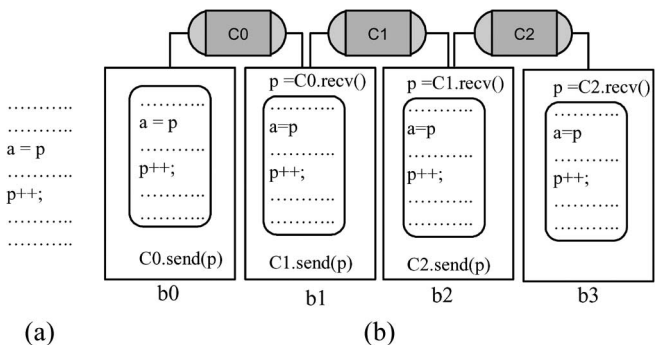 C0
C1
C2
p =C0.recv()
p =C1.recv()
p =C2.recv()
............
............
a = p
............
p++;
............
............
............
a = p
............
p++;
............
............
C0.send(p)
............
a=p
............
p++;
............
............
C1.send(p)
............
a=p
............
p++;
............
............
C2.send(p)
............
a=p
............
p++;
............
............
b0
b1
b2
b3
(a)
(b)